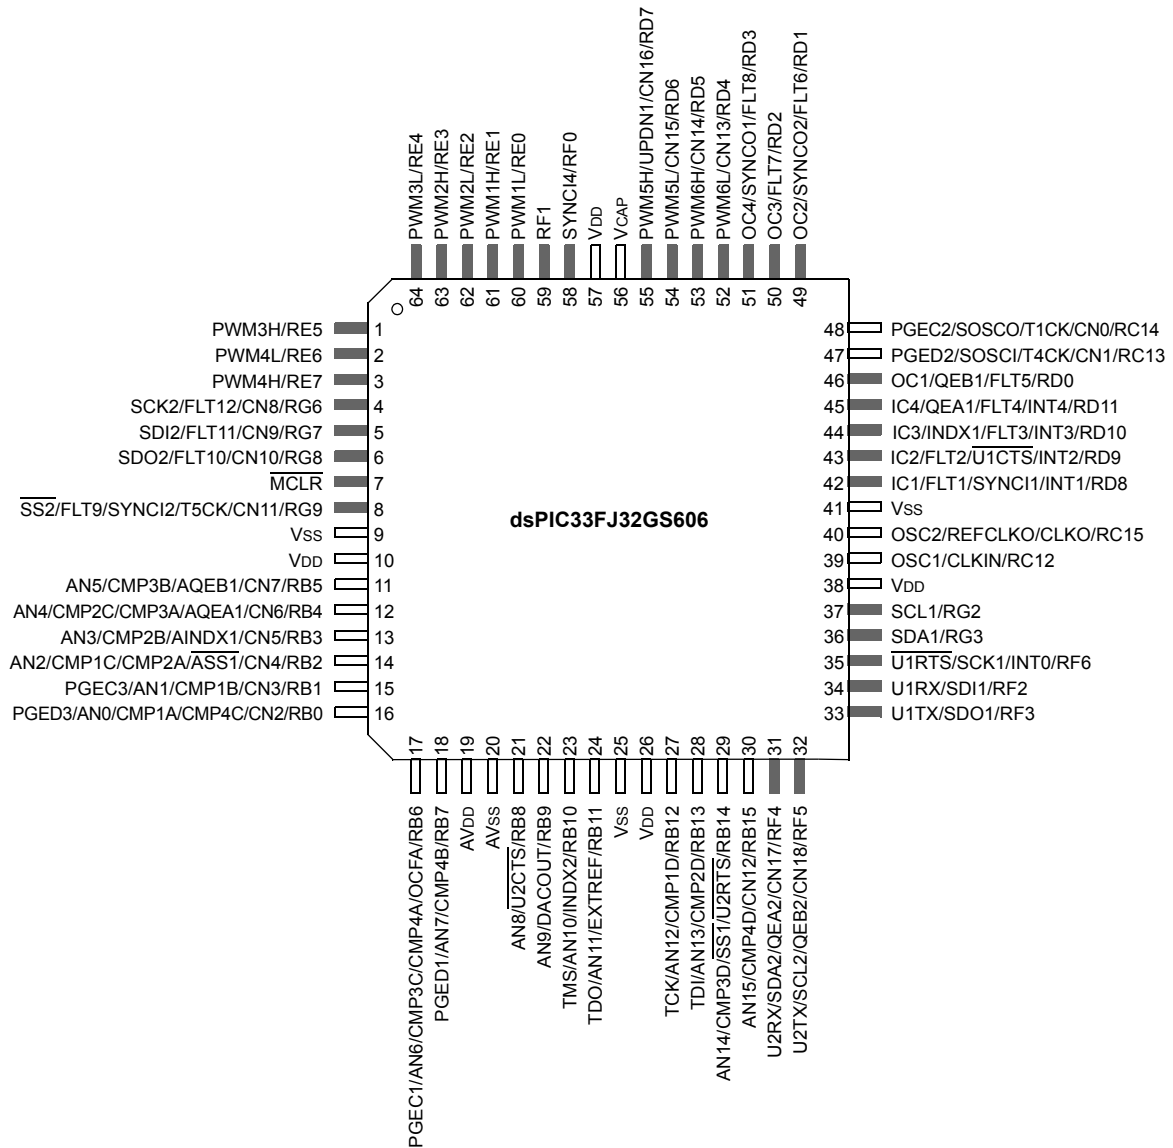 PWM3L/RE4
PWM2H/RE3
PWM2L/RE2
PWM1H/RE1
PWM1L/RE0
RF1
SYNCI4/RF0
VDD
VCAP
PWM5H/UPDN1/CN16/RD7
PWM5L/CN15/RD6
PWM6H/CN14/RD5
PWM6L/CN13/RD4
OC4/SYNCO1/FLT8/RD3
OC3/FLT7/RD2
OC2/SYNCO2/FLT6/RD1
64 63 62 61 60 59 58 57 56 55 54 53 52 51 50 49
PWM3H/RE5 1
PWM4L/RE6 2
PWM4H/RE7 3
SCK2/FLT12/CN8/RG6 4
SDI2/FLT11/CN9/RG7 5
SDO2/FLT10/CN10/RG8 6
MCLR 7
SS2/FLT9/SYNCI2/T5CK/CN11/RG9 8
VSS 9
VDD 10
AN5/CMP3B/AQEB1/CN7/RB5 11
AN4/CMP2C/CMP3A/AQEA1/CN6/RB4 12
AN3/CMP2B/AINDX1/CN5/RB3 13
AN2/CMP1C/CMP2A/ASS1/CN4/RB2 14
PGEC3/AN1/CMP1B/CN3/RB1 15
PGED3/AN0/CMP1A/CMP4C/CN2/RB0 16
dsPIC33FJ32GS606
48 PGEC2/SOSCO/T1CK/CN0/RC14
47 PGED2/SOSCI/T4CK/CN1/RC13
46 OC1/QEB1/FLT5/RD0
45 IC4/QEA1/FLT4/INT4/RD11
44 IC3/INDX1/FLT3/INT3/RD10
43 IC2/FLT2/U1CTS/INT2/RD9
42 IC1/FLT1/SYNCI1/INT1/RD8
41 VSS
40 OSC2/REFCLKO/CLKO/RC15
39 OSC1/CLKIN/RC12
38 VDD
37 SCL1/RG2
36 SDA1/RG3
35 U1RTS/SCK1/INT0/RF6
34 U1RX/SDI1/RF2
33 U1TX/SDO1/RF3
17 18 19 20 21 22 23 24 25 26 27 28 29 30 31 32
PGEC1/AN6/CMP3C/CMP4A/OCFA/RB6
PGED1/AN7/CMP4B/RB7
AVDD
AVSS
AN8/U2CTS/RB8
AN9/DACOUT/RB9
TMS/AN10/INDX2/RB10
TDO/AN11/EXTREF/RB11
VSS
VDD
TCK/AN12/CMP1D/RB12
TDI/AN13/CMP2D/RB13
AN14/CMP3D/SS1/U2RTS/RB14
AN15/CMP4D/CN12/RB15
U2RX/SDA2/QEA2/CN17/RF4
U2TX/SCL2/QEB2/CN18/RF5